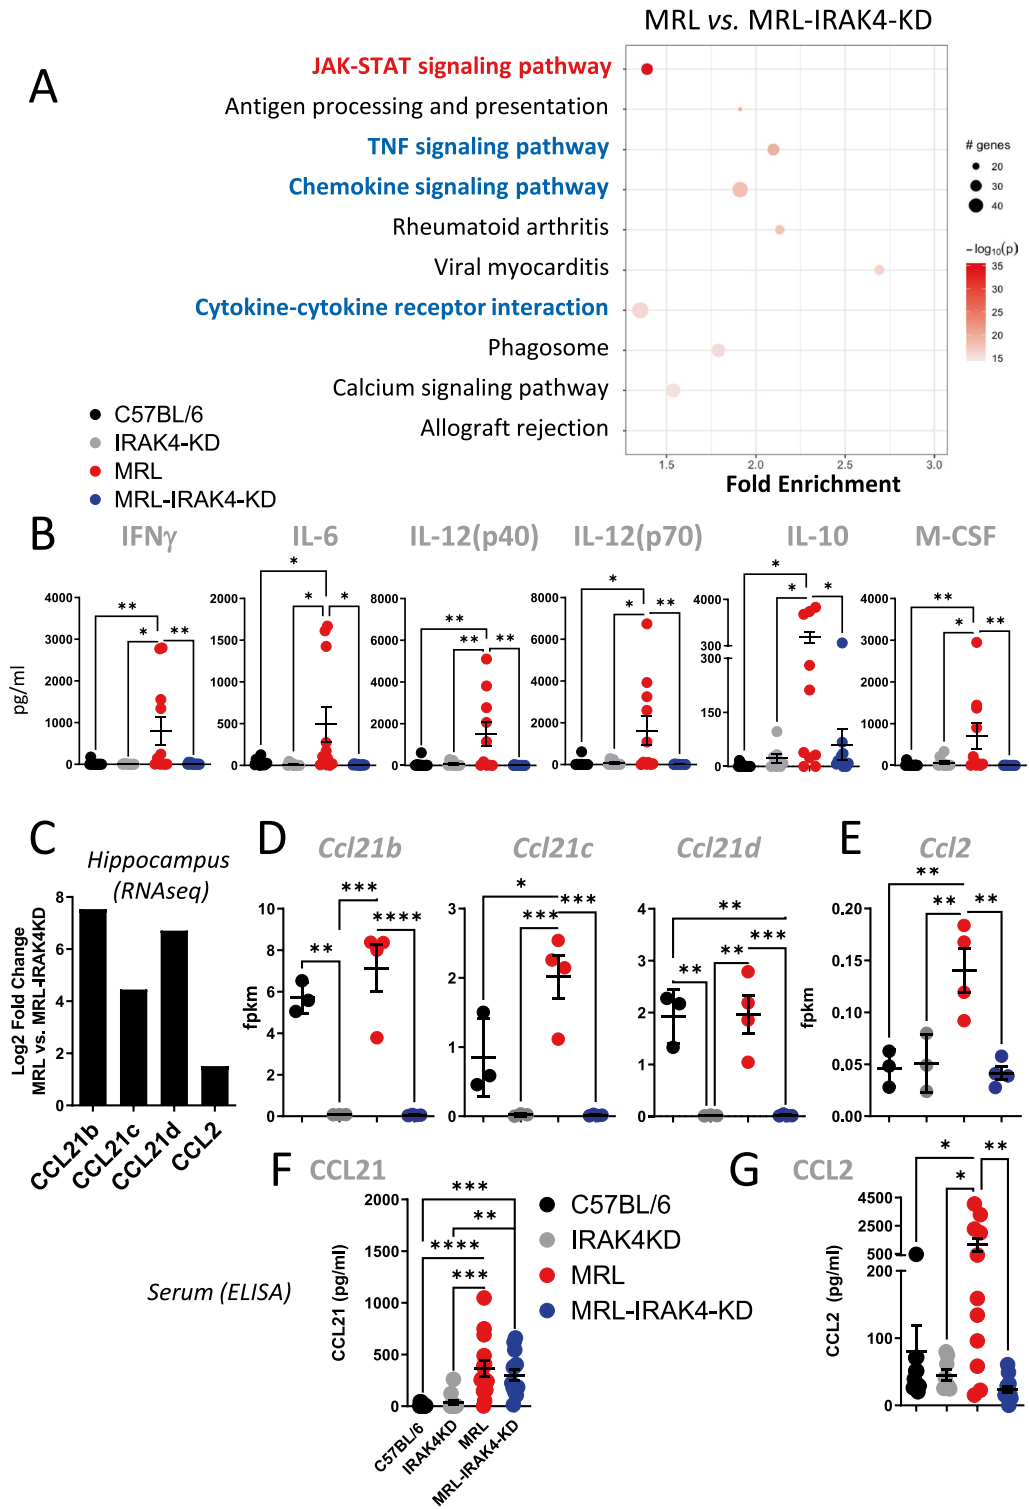 MRL vs. MRL-IRAK4-KD
A
JAK-STAT signaling pathway
Antigen processing and presentation
TNF signaling pathway
Chemokine signaling pathway
Rheumatoid arthritis
Viral myocarditis
Cytokine-cytokine receptor interaction
Phagosome
Calcium signaling pathway
Allograft rejection
1.5 2.0 2.5 3.0
Fold Enrichment
# genes
20
30
40
−log10(p)
35
30
25
20
15
C57BL/6
IRAK4-KD
MRL
MRL-IRAK4-KD
B
IFNγ IL-6 IL-12(p40) IL-12(p70) IL-10 M-CSF
pg/ml
4000
3000
2000
1000
0
** * **
2000
1500
1000
500
0
* * *
8000
6000
4000
2000
0
** ** **
8000
6000
4000
2000
0
* * **
4000
300
300
150
0
* * *
4000
3000
2000
1000
0
** * **
C
Hippocampus
(RNAseq)
Log2 Fold Change
MRL vs. MRL-IRAK4KD
8
6
4
2
0
CCL21b CCL21c CCL21d CCL2
D
Ccl21b Ccl21c Ccl21d
fpkm
10
8
6
4
2
0
** *** ****
2
1
0
3
* *** ***
4
3
2
1
0
** ** ** ***
E
Ccl2
fpkm
0.20
0.15
0.10
0.05
0.00
** ** **
Serum (ELISA)
F
CCL21
CCL21 (pg/ml)
2000
1500
1000
500
0
*** ** **** ***
C57BL/6 IRAK4KD MRL MRL-IRAK4-KD
C57BL/6
IRAK4KD
MRL
MRL-IRAK4-KD
G
CCL2
CCL2 (pg/ml)
4500
2500
500
200
100
0
* * **